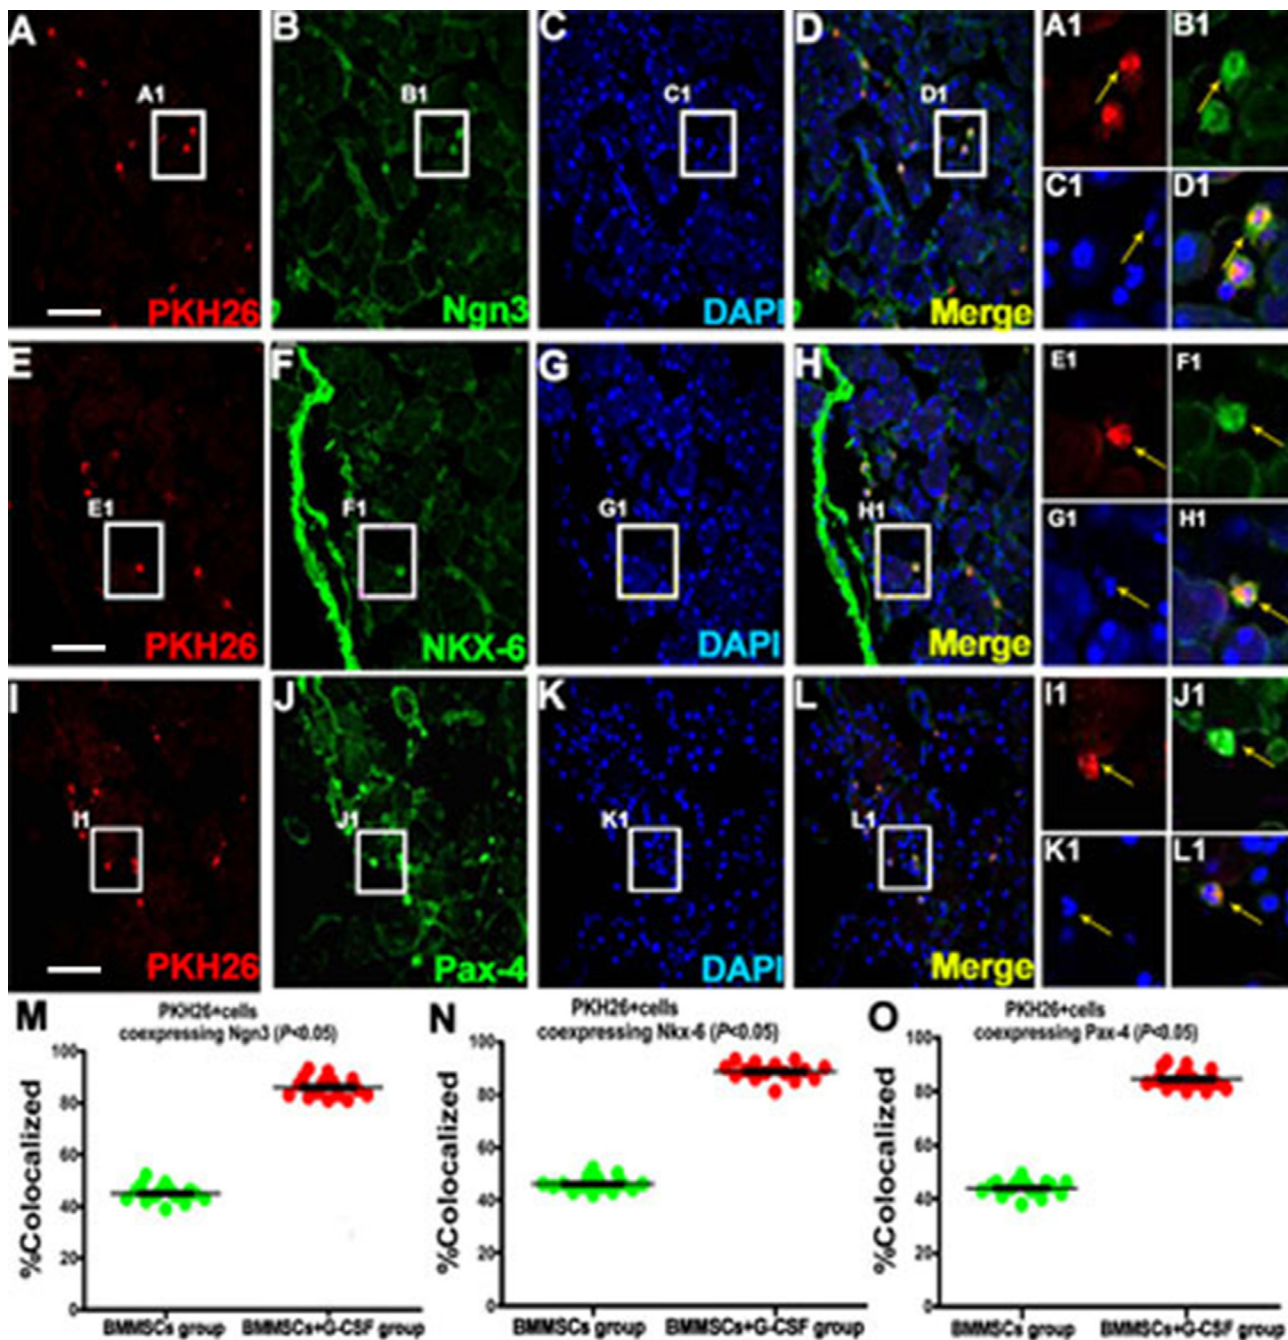 A
B
C
D
A1
B1
A1
B1
C1
D1
C1
D1
PKH26
Ngn3
DAPI
Merge
E
F
G
H
E1
F1
E1
F1
G1
H1
G1
H1
PKH26
NKX-6
DAPI
Merge
I
J
K
L
I1
J1
I1
J1
K1
L1
K1
L1
PKH26
Pax-4
DAPI
Merge
M
PKH26+cells
coexpressing Ngn3 (P<0.05)
%Colocalized
100
80
60
40
20
0
BMMSCs group
BMMSCs+G-CSF group
N
PKH26+cells
coexpressing Nkx-6 (P<0.05)
%Colocalized
100
80
60
40
20
0
BMMSCs group
BMMSCs+G-CSF group
O
PKH26+cells
coexpressing Pax-4 (P<0.05)
%Colocalized
100
80
60
40
20
0
BMMSCs group
BMMSCs+G-CSF group